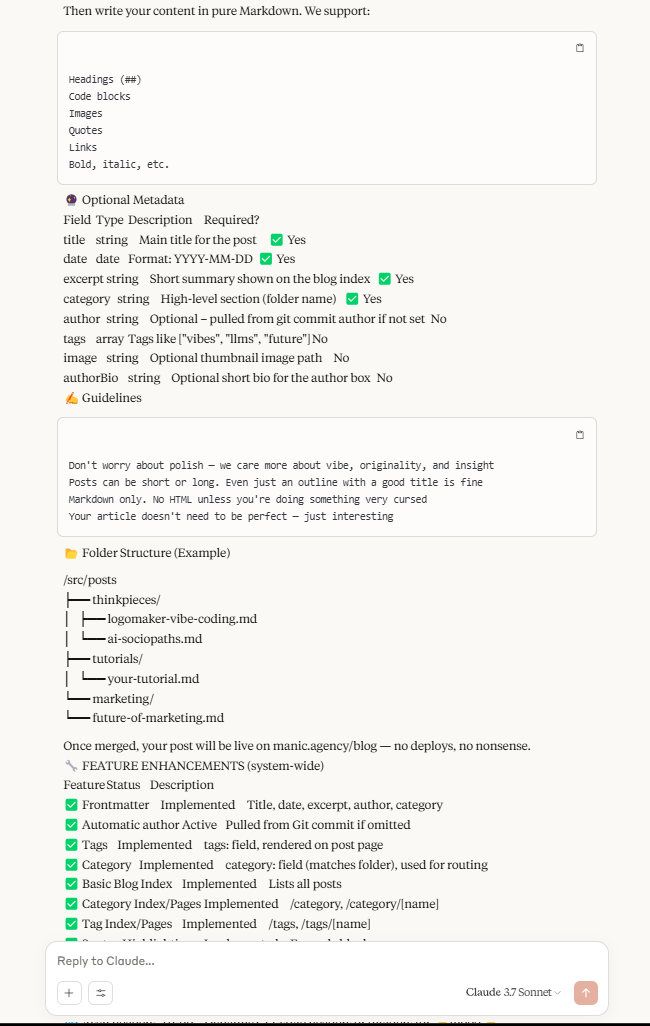 Then write your content in pure Markdown. We support:
Headings (##)
Code blocks
Images
Quotes
Links
Bold, italic, etc.
🔮 Optional Metadata
Field Type Description Required?
title string Main title for the post ✅ Yes
date date Format: YYYY-MM-DD ✅ Yes
excerpt string Short summary shown on the blog index ✅ Yes
category string High-level section (folder name) ✅ Yes
author string Optional – pulled from git commit author if not set No
tags array Tags like ["vibes", "llms", "future"] No
image string Optional thumbnail image path No
authorBio string Optional short bio for the author box No
✍️ Guidelines
Don't worry about polish — we care more about vibe, originality, and insight
Posts can be short or long. Even just an outline with a good title is fine
Markdown only. No HTML unless you're doing something very cursed
Your article doesn't need to be perfect — just interesting
📂 Folder Structure (Example)
/src/posts
├── thinkpieces/
│ ├── logomaker-vibe-coding.md
│ └── ai-sociopaths.md
├── tutorials/
│ └── your-tutorial.md
└── marketing/
└── future-of-marketing.md
Once merged, your post will be live on manic.agency/blog — no deploys, no nonsense.
🔧 FEATURE ENHANCEMENTS (system-wide)
Feature Status Description
✅ Frontmatter Implemented Title, date, excerpt, author, category
✅ Automatic author Active Pulled from Git commit if omitted
✅ Tags Implemented tags: field, rendered on post page
✅ Category Implemented category: field (matches folder), used for routing
✅ Basic Blog Index Implemented Lists all posts
✅ Category Index/Pages Implemented /category, /category/[name]
✅ Tag Index/Pages Implemented /tags, /tags/[name]
Reply to Claude...
Claude 3.7 Sonnet